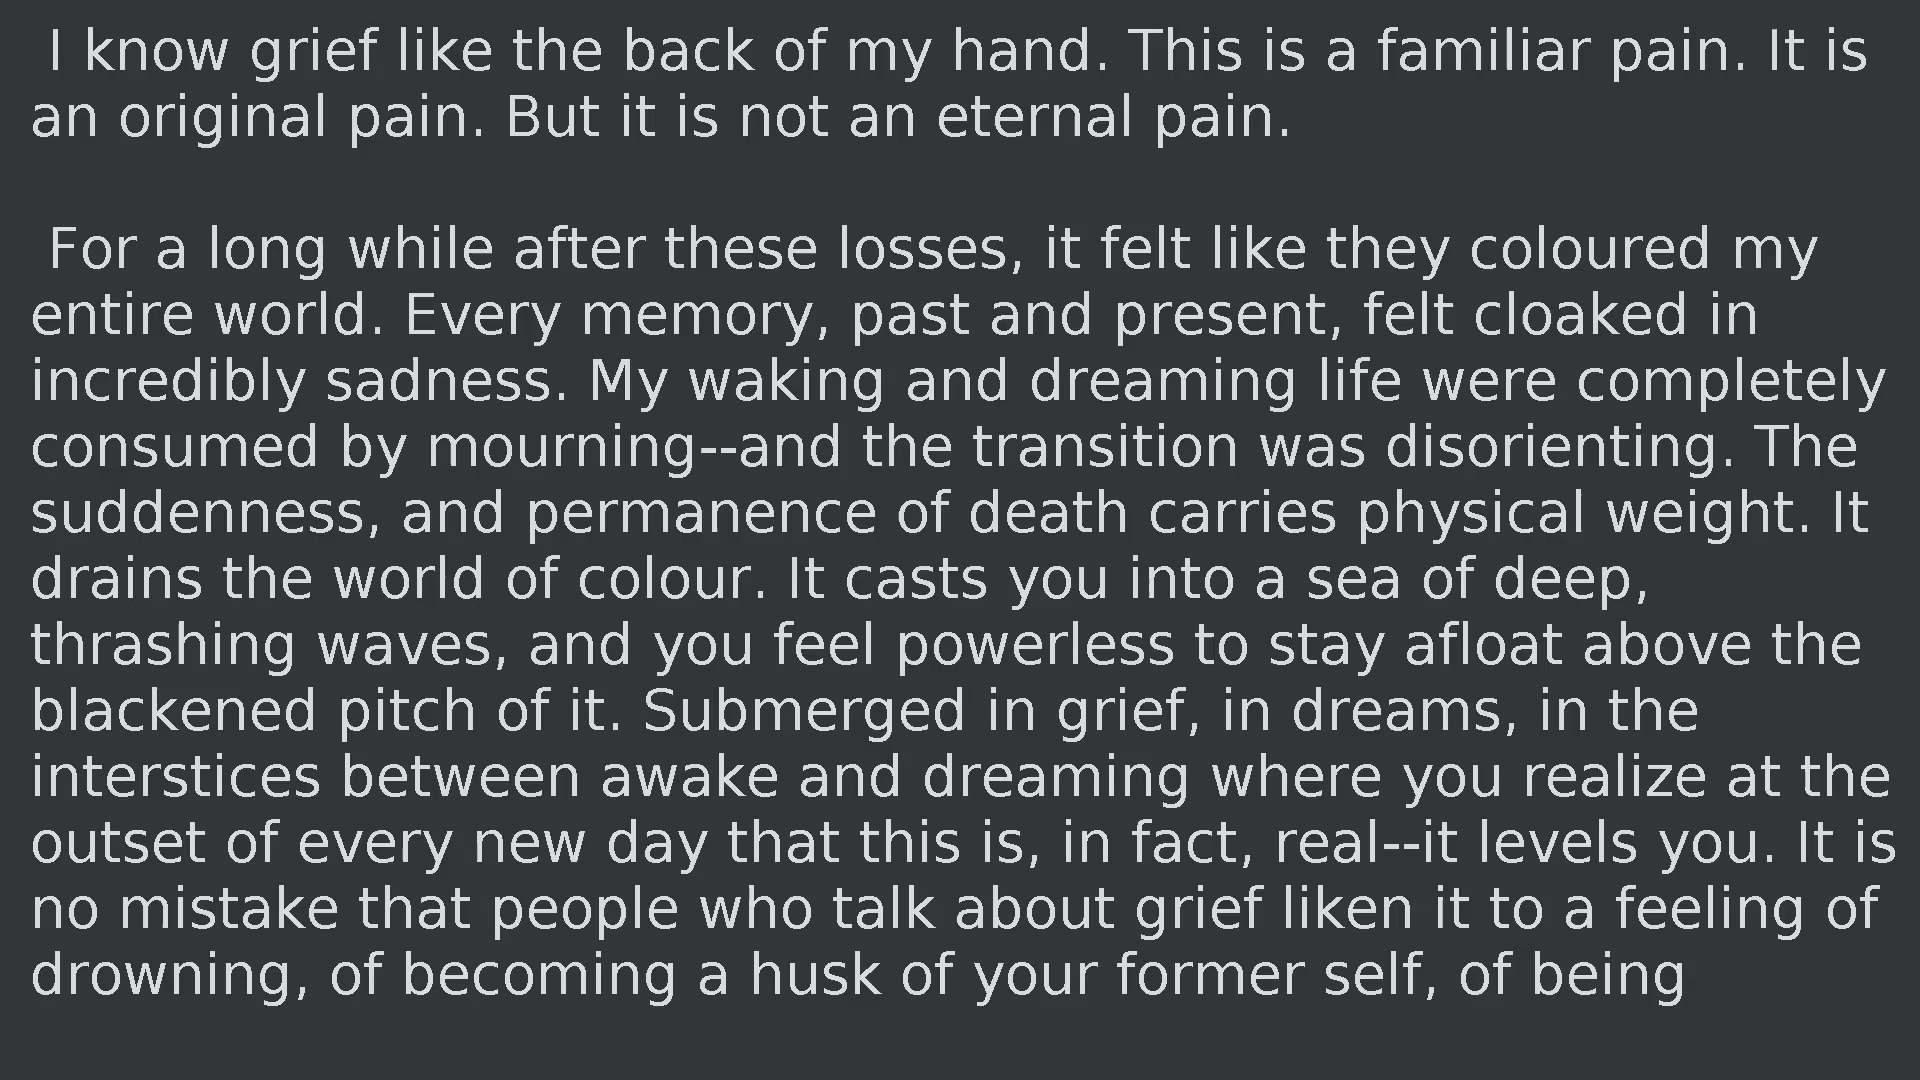 I know grief like the back of my hand. This is a familiar pain. It is
an original pain. But it is not an eternal pain.
For a long while after these losses, it felt like they coloured my
entire world. Every memory, past and present, felt cloaked in
incredibly sadness. My waking and dreaming life were completely
consumed by mourning--and the transition was disorienting. The
suddenness, and permanence of death carries physical weight. It
drains the world of colour. It casts you into a sea of deep,
thrashing waves, and you feel powerless to stay afloat above the
blackened pitch of it. Submerged in grief, in dreams, in the
interstices between awake and dreaming where you realize at the
outset of every new day that this is, in fact, real--it levels you. It is
no mistake that people who talk about grief liken it to a feeling of
drowning, of becoming a husk of your former self, of being